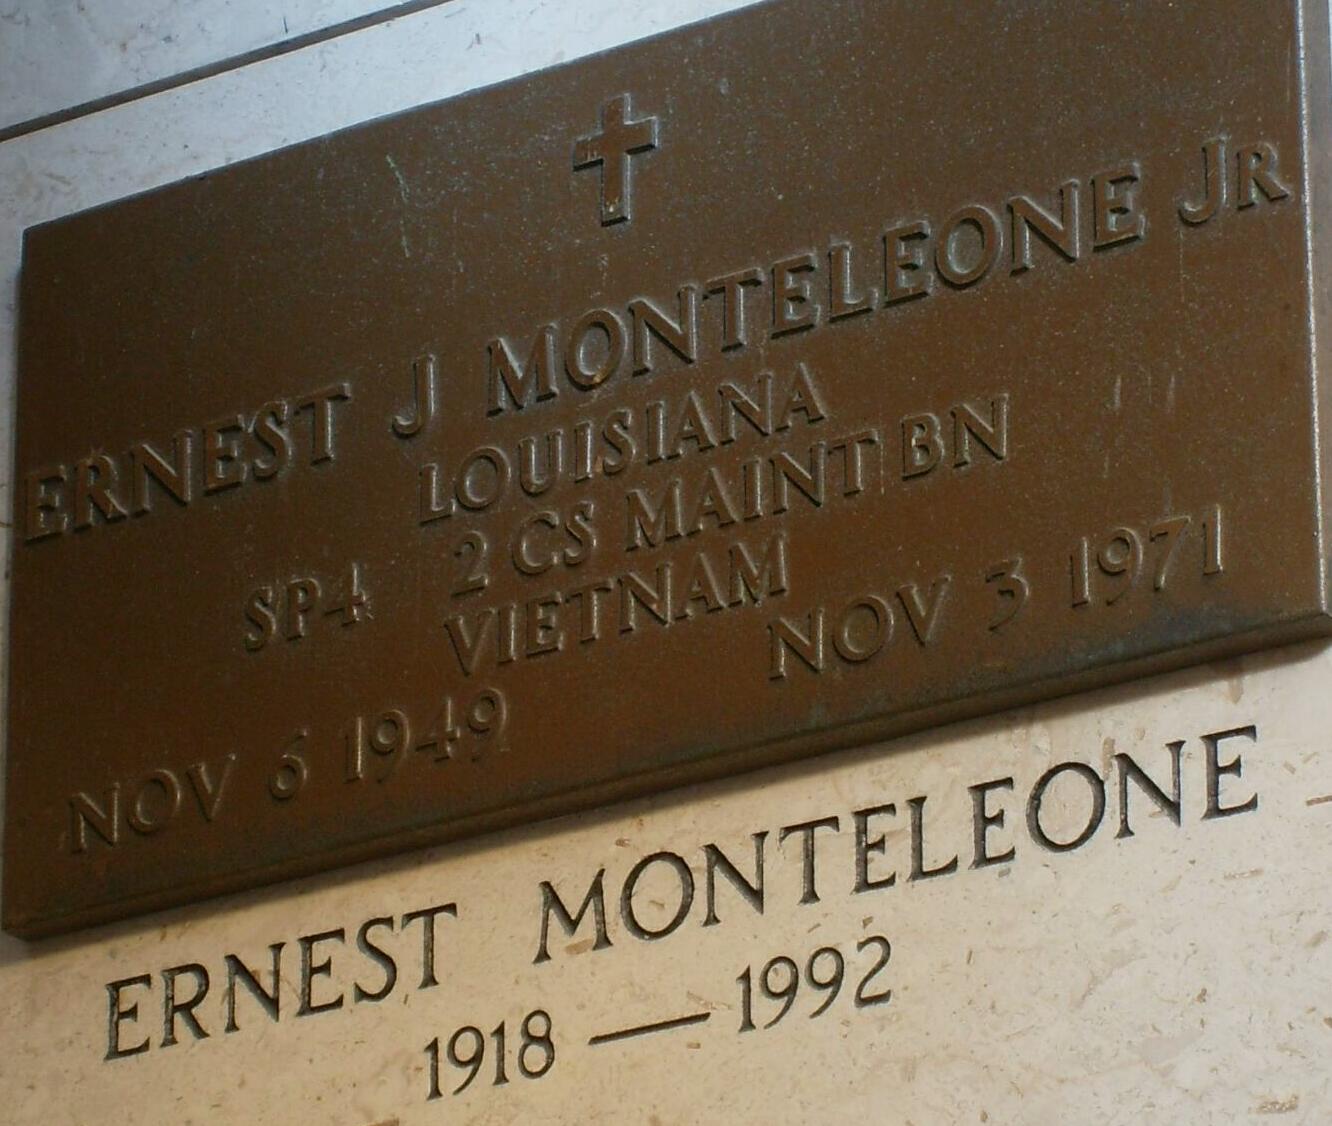 ERNEST J MONTELEONE JR
LOUISIANA
SP4 2 CS MAINT BN
VIETNAM
NOV 6 1949 NOV 3 1971
ERNEST MONTELEONE
1918 — 1992